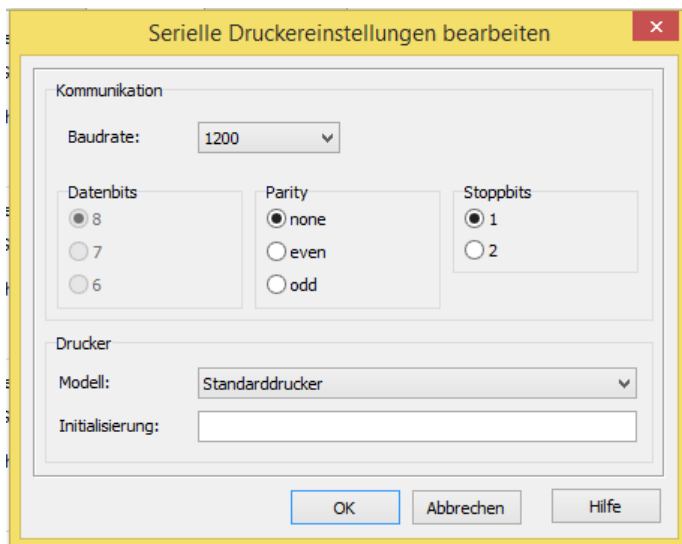 Serielle Druckereinstellungen bearbeiten
Kommunikation
Baudrate: 1200
Datenbits Parity Stoppbits
8 none 1
7 even 2
6 odd
Drucker
Modell: Standarddrucker
Initialisierung:
OK Abbrechen Hilfe